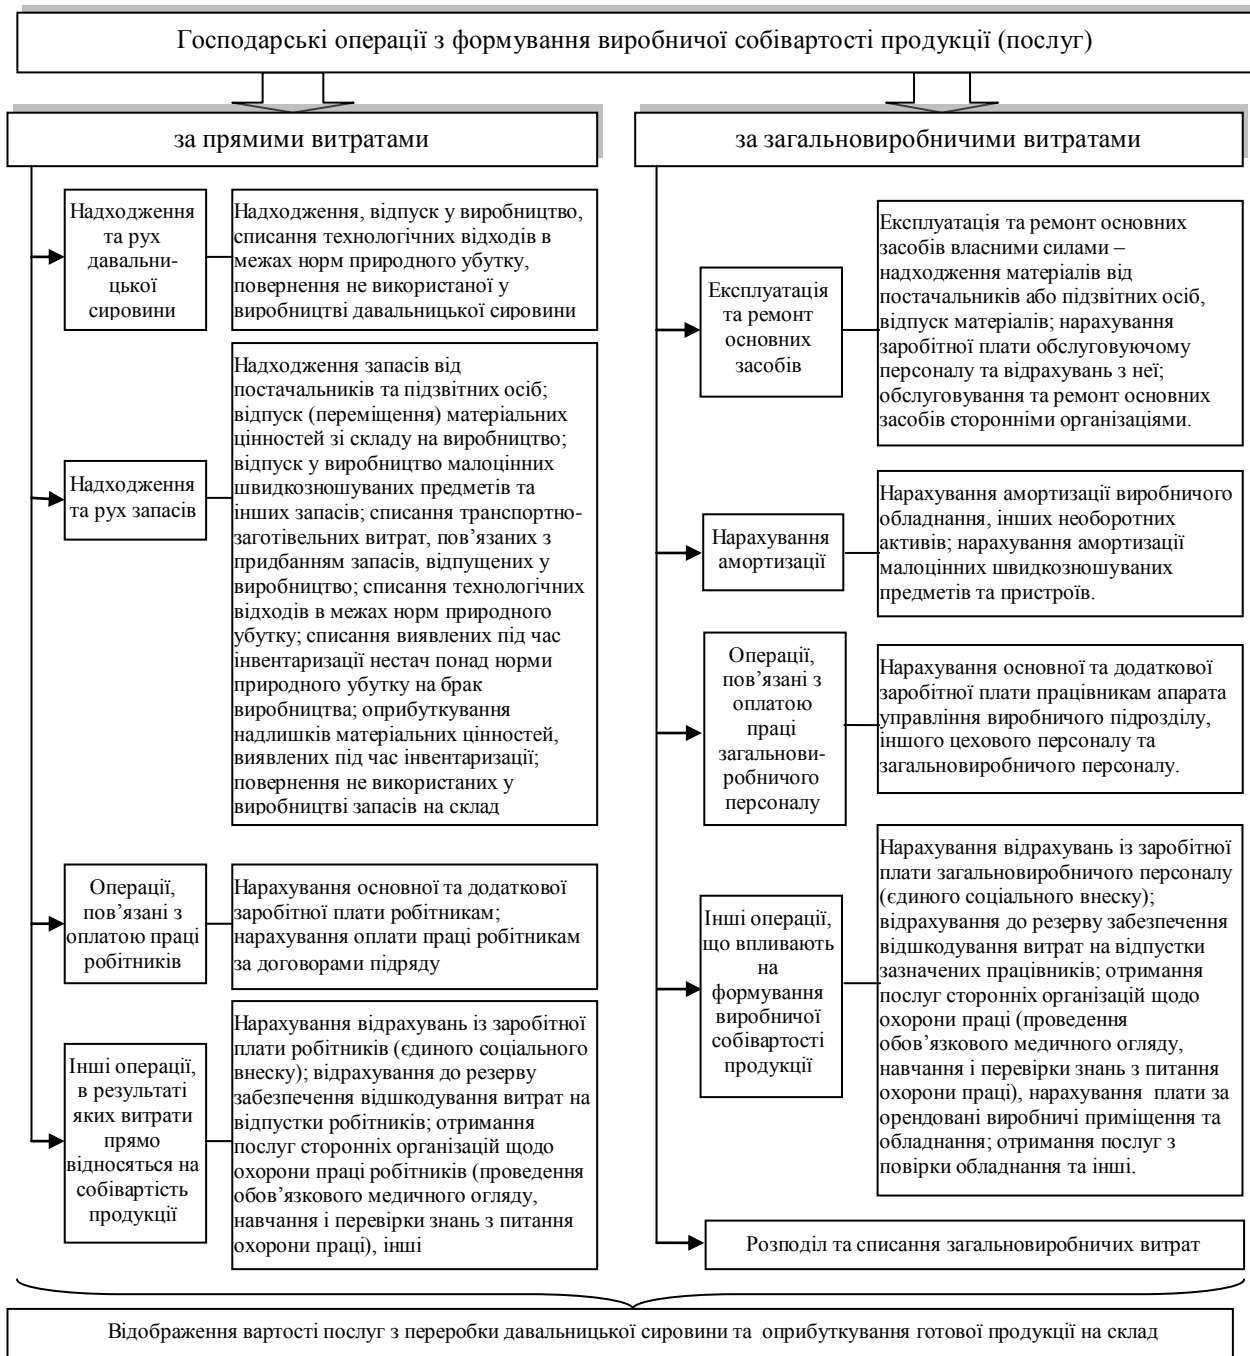 Господарські операції з формування виробничої собівартості продукції (послуг)
за прямими витратами
Надходження
та рух
давальни-
цької
сировини
Надходження, відпуск у виробництво,
списання технологічних відходів в
межах норм природного убутку,
повернення не використаної у
виробництві давальницької сировини
Надходження
та рух запасів
Надходження запасів від
постачальників та підзвітних осіб;
відпуск (переміщення) матеріальних
цінностей зі складу на виробництво;
відпуск у виробництво малоцінних
швидкозношуваних предметів та
інших запасів; списання транспортно-
заготівельних витрат, пов’язаних з
придбанням запасів, відпущених у
виробництво; списання технологічних
відходів в межах норм природного
убутку; списання виявлених під час
інвентаризації нестач понад норми
природного убутку на брак
виробництва; оприбуткування
надлишків матеріальних цінностей,
виявлених під час інвентаризації;
повернення не використаних у
виробництві запасів на склад
Операції,
пов’язані з
оплатою праці
робітників
Нарахування основної та додаткової
заробітної плати робітникам;
нарахування оплати праці робітникам
за договорами підряду
Інші операції,
в результаті
яких витрати
прямо
відносяться на
собівартість
продукції
Нарахування відрахувань із заробітної
плати робітників (єдиного соціального
внеску); відрахування до резерву
забезпечення відшкодування витрат на
відпустки робітників; отримання
послуг сторонніх організацій щодо
охорони праці робітників (проведення
обов’язкового медичного огляду,
навчання і перевірки знань з питання
охорони праці), інші
за загальновиробничими витратами
Експлуатація
та ремонт
основних
засобів
Експлуатація та ремонт основних
засобів власними силами –
надходження матеріалів від
постачальників або підзвітних осіб,
відпуск матеріалів; нарахування
заробітної плати обслуговуючому
персоналу та відрахувань з неї;
обслуговування та ремонт основних
засобів сторонніми організаціями.
Нарахування
амортизації
Нарахування амортизації виробничого
обладнання, інших необоротних
активів; нарахування амортизації
малоцінних швидкозношуваних
предметів та пристроїв.
Операції,
пов’язані з
оплатою
праці
загальнови-
робничого
персоналу
Нарахування основної та додаткової
заробітної плати працівникам апарата
управління виробничого підрозділу,
іншого цехового персоналу та
загальновиробничого персоналу.
Інші операції,
що впливають
на
формування
виробничої
собівартості
продукції
Нарахування відрахувань із заробітної
плати загальновиробничого персоналу
(єдиного соціального внеску);
відрахування до резерву забезпечення
відшкодування витрат на відпустки
зазначених працівників; отримання
послуг сторонніх організацій щодо
охорони праці (проведення
обов’язкового медичного огляду,
навчання і перевірки знань з питання
охорони праці), нарахування плати за
орендовані виробничі приміщення та
обладнання; отримання послуг з
повірки обладнання та інші.
Розподіл та списання загальновиробничих витрат
Відображення вартості послуг з переробки давальницької сировини та оприбуткування готової продукції на склад